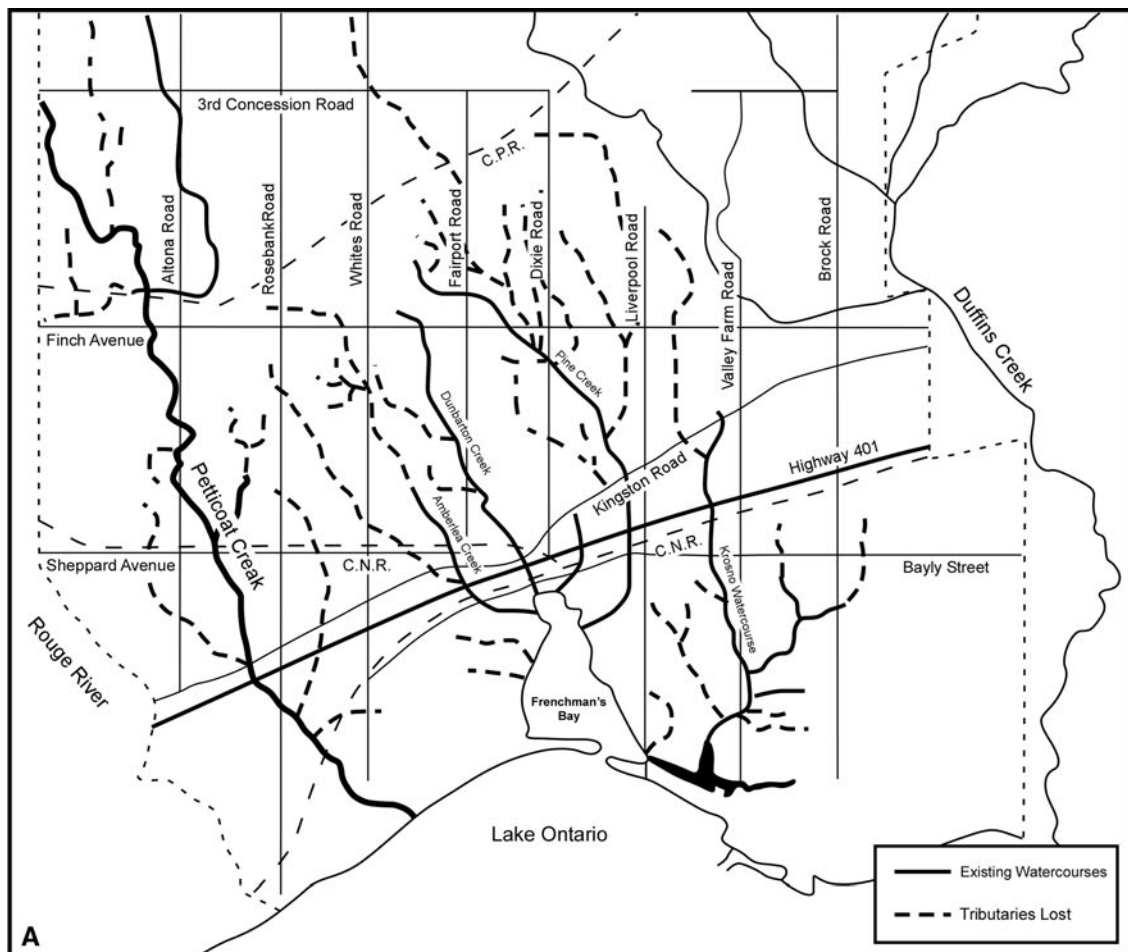 3rd Concession Road
C.P.R.
Altona Road
RosebankRoad
Whites Road
Fairport Road
Dixie Road
Liverpool Road
Valley Farm Road
Brock Road
Duffins Creek
Finch Avenue
Pine Creek
Dunbarton Creek
Amberlea Creek
Petticoat Creak
Kingston Road
Highway 401
C.N.R.
Sheppard Avenue
C.N.R.
Krosno Watercourse
Bayly Street
Rouge River
Frenchman's
Bay
Lake Ontario
Existing Watercourses
Tributaries Lost
A